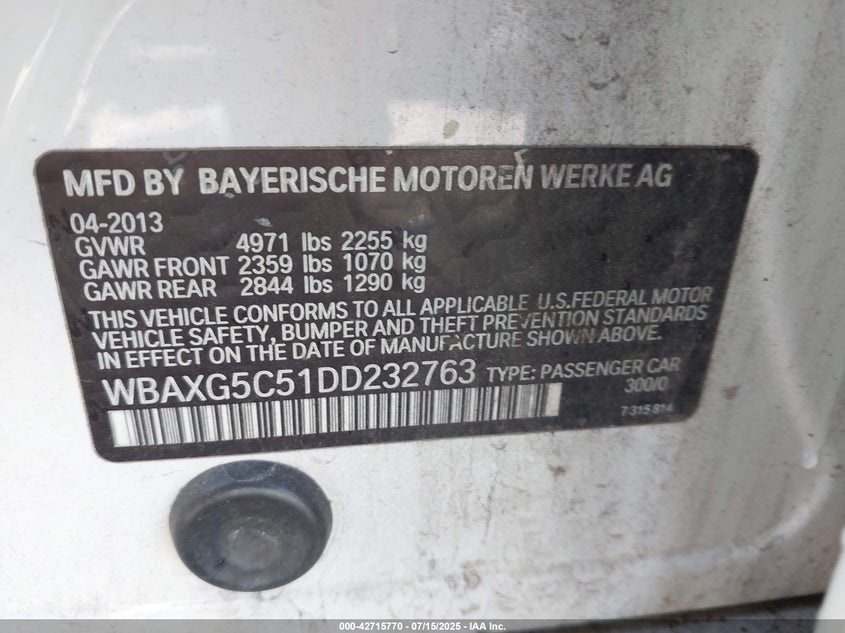 MFD BY BAYERISCHE MOTOREN WERKE AG
04-2013
GVWR 4971 lbs 2255 kg
GAWR FRONT 2359 lbs 1070 kg
GAWR REAR 2844 lbs 1290 kg
THIS VEHICLE CONFORMS TO ALL APPLICABLE U.S.FEDERAL MOTOR
VEHICLE SAFETY, BUMPER AND THEFT PREVENTION STANDARDS
IN EFFECT ON THE DATE OF MANUFACTURE SHOWN ABOVE.
WBAXG5C51DD232763 TYPE: PASSENGER CAR
300/0
7315814
000-42715770 - 07/15/2025 - IAA Inc.